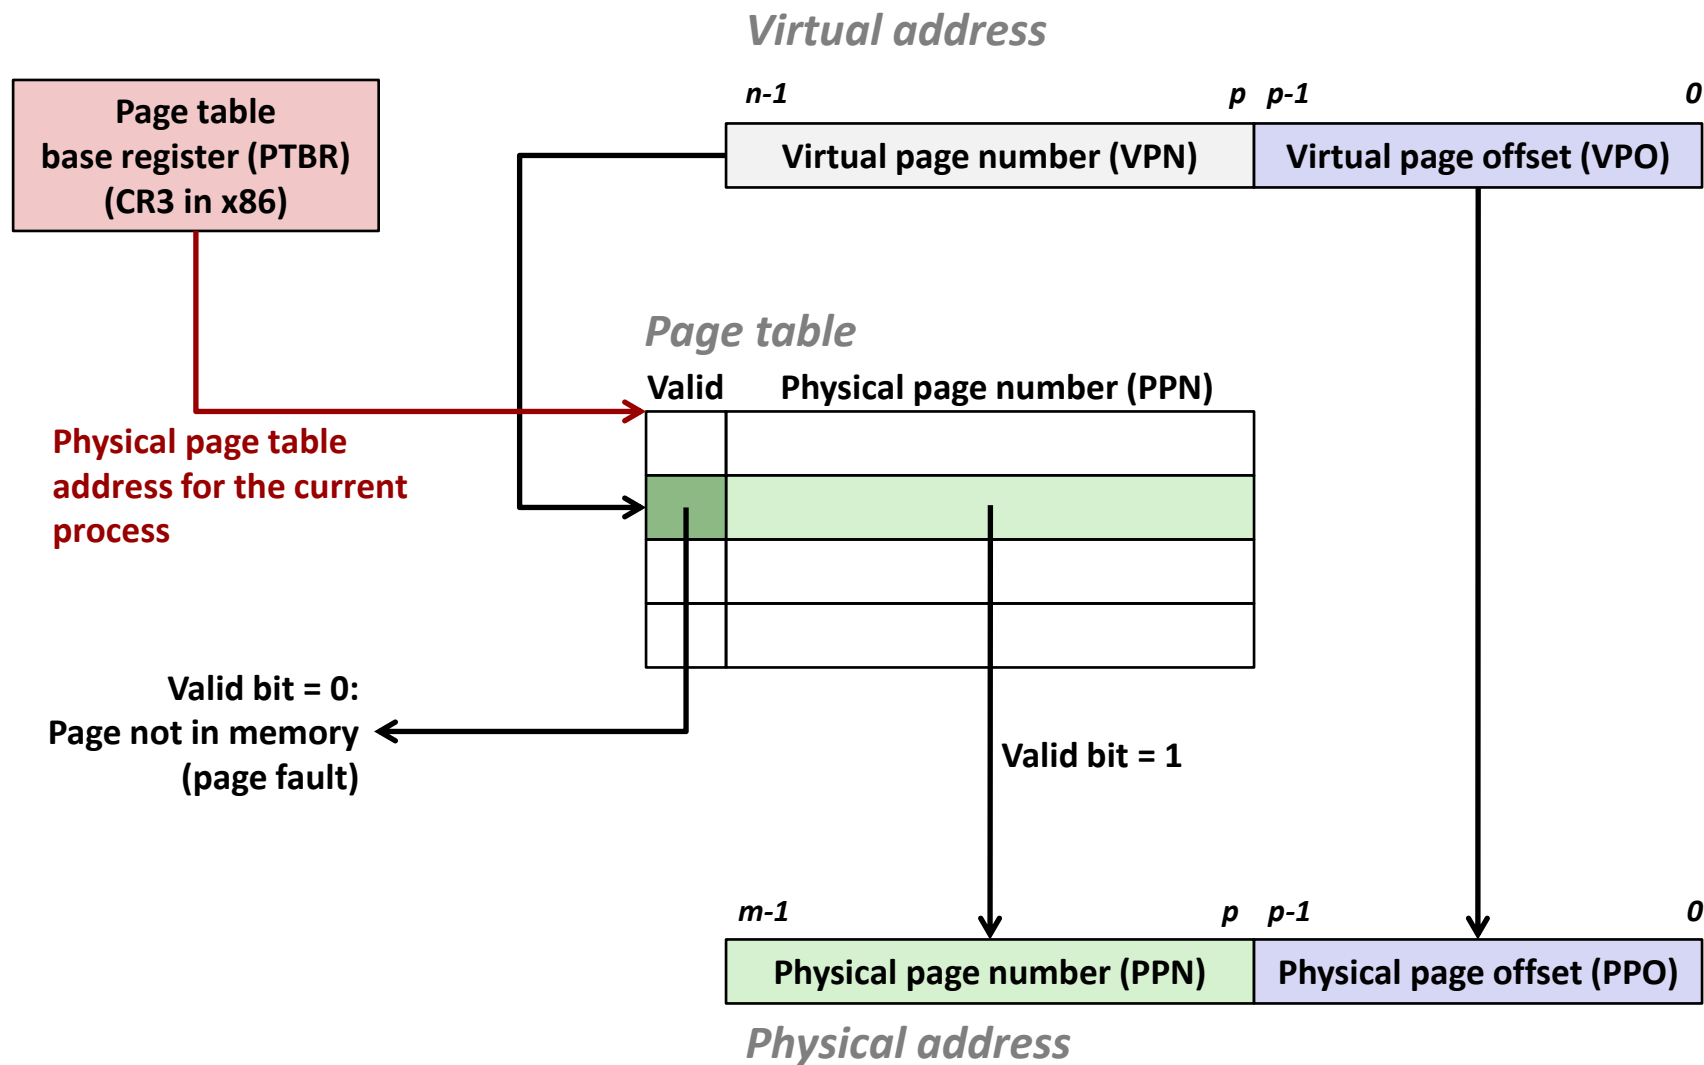 Virtual address
Page table
base register (PTBR)
(CR3 in x86)
n-1 p p-1 0
Virtual page number (VPN) Virtual page offset (VPO)
Page table
Valid Physical page number (PPN)
Physical page table
address for the current
process
Valid bit = 0:
Page not in memory
(page fault)
Valid bit = 1
m-1 p p-1 0
Physical page number (PPN) Physical page offset (PPO)
Physical address